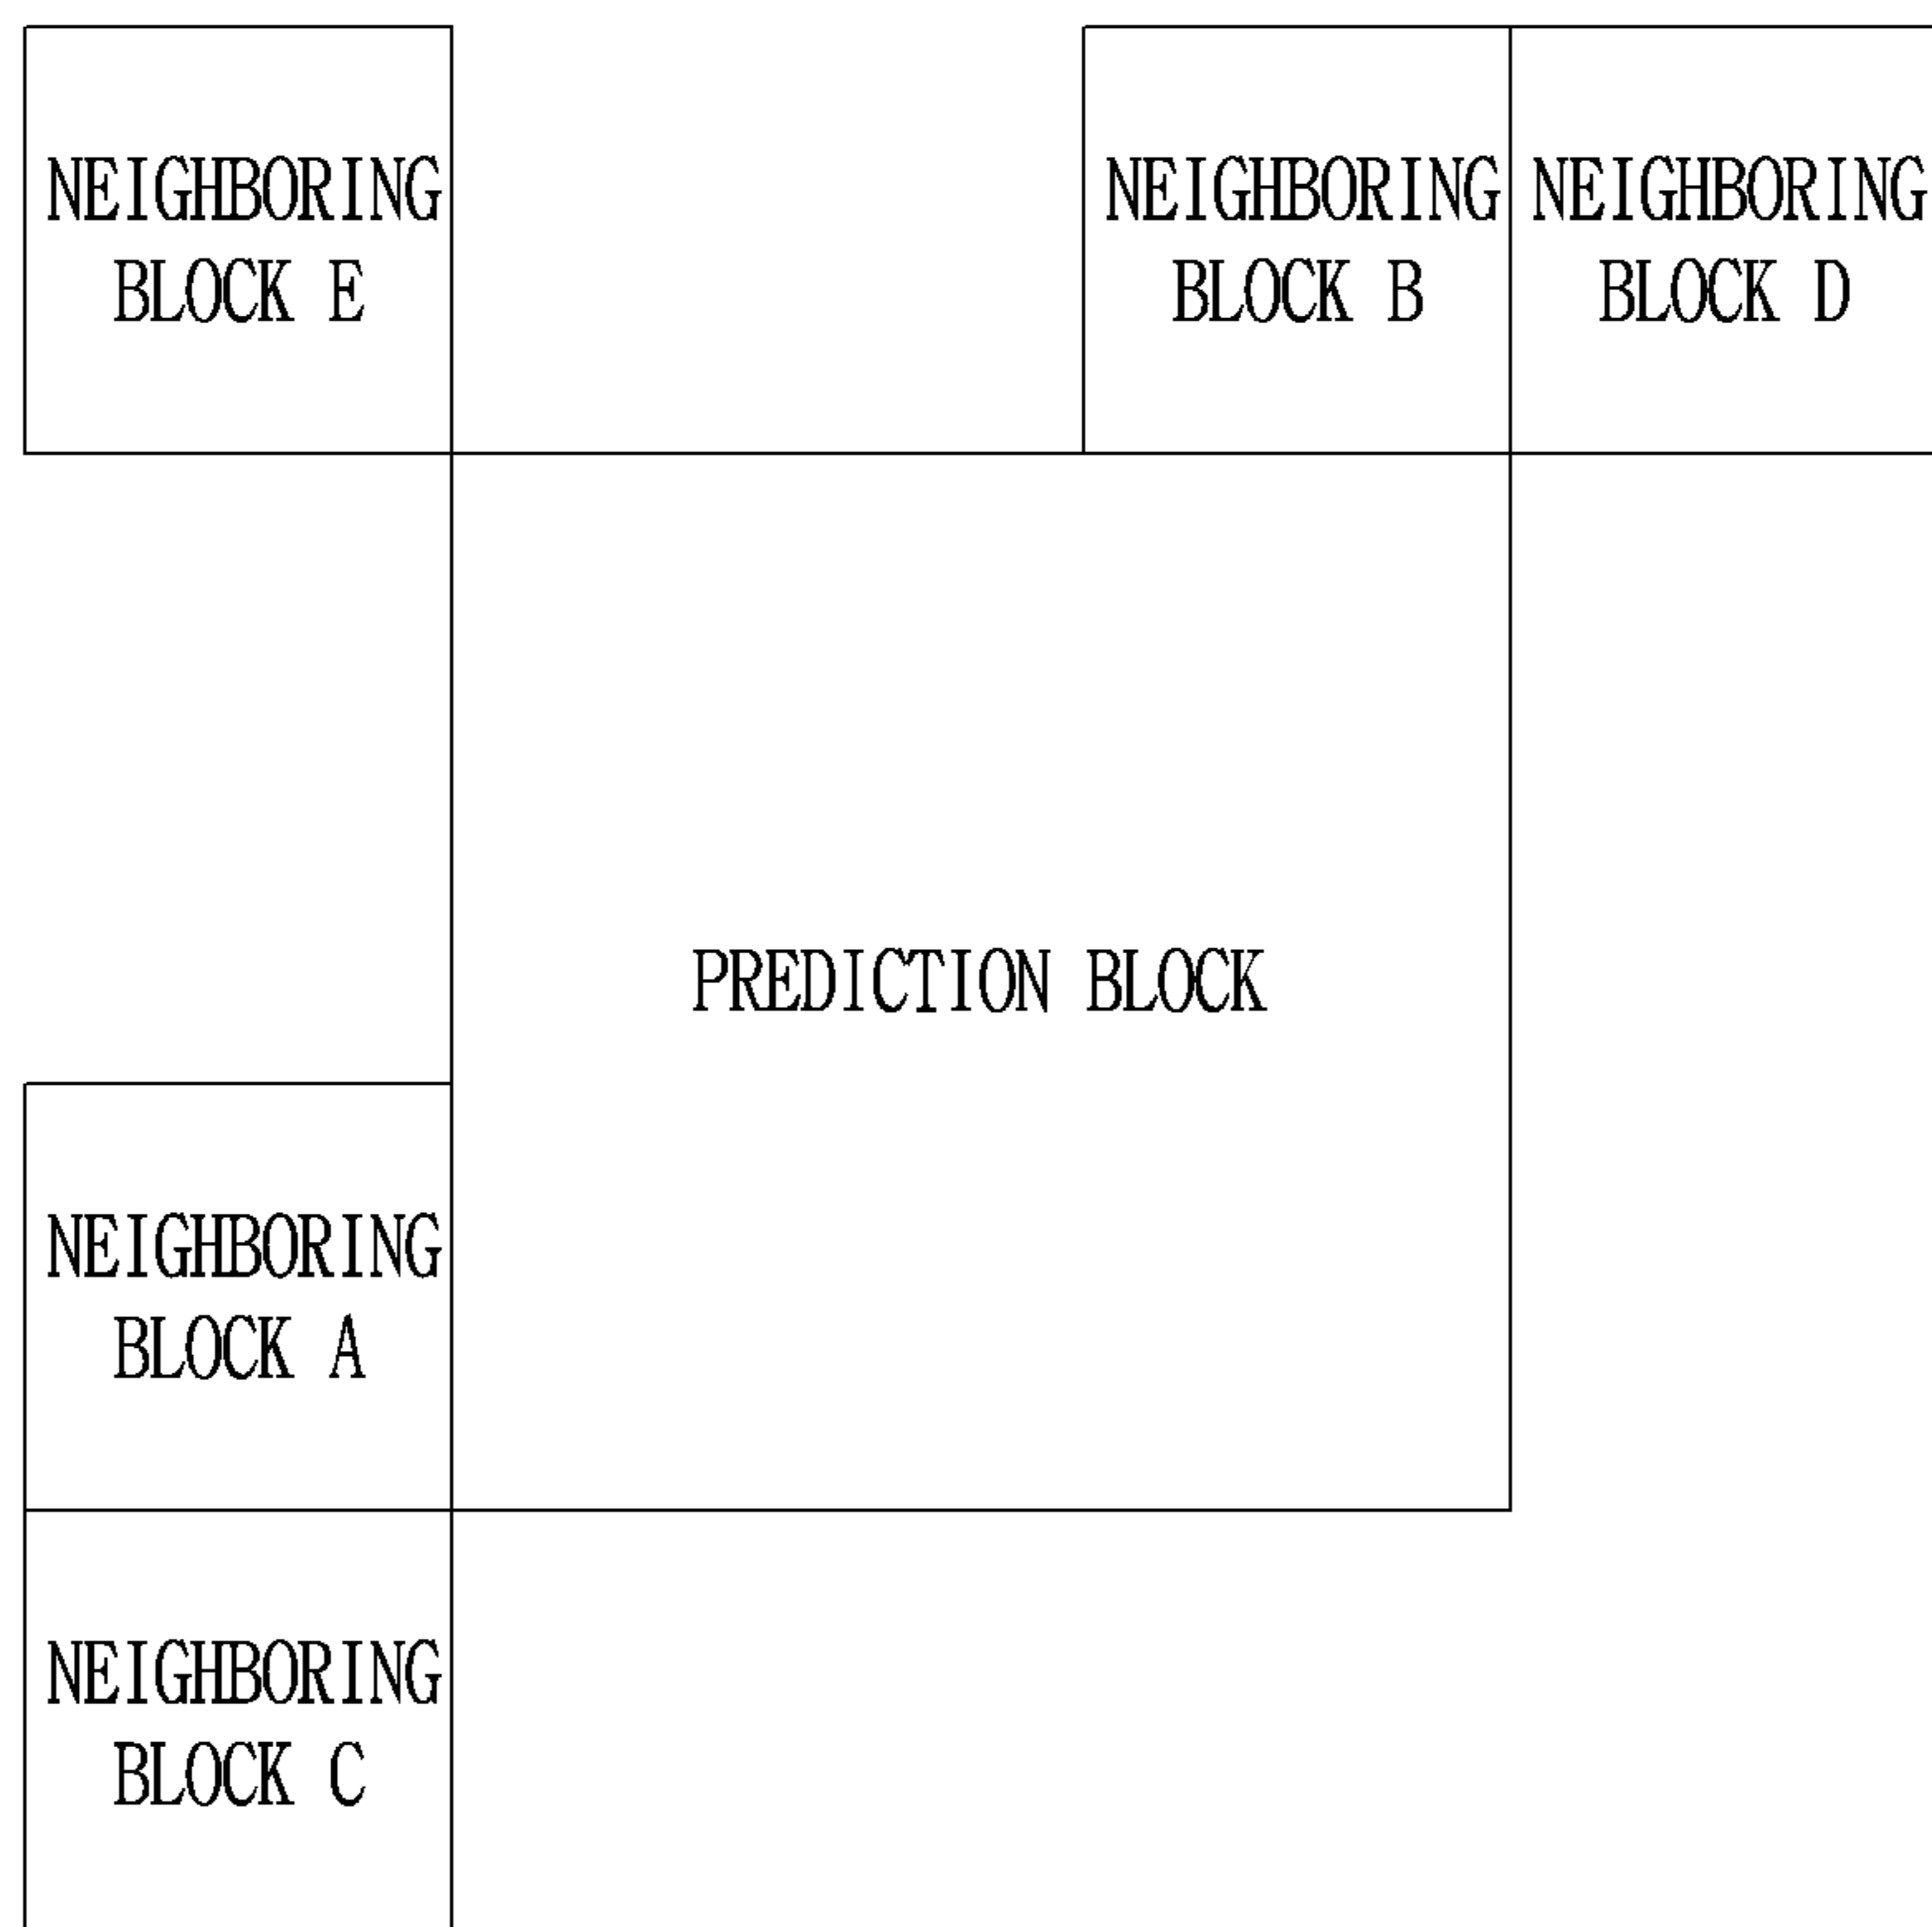 NEIGHBORING
BLOCK E
NEIGHBORING
BLOCK B
NEIGHBORING
BLOCK D
PREDICTION BLOCK
NEIGHBORING
BLOCK A
NEIGHBORING
BLOCK C